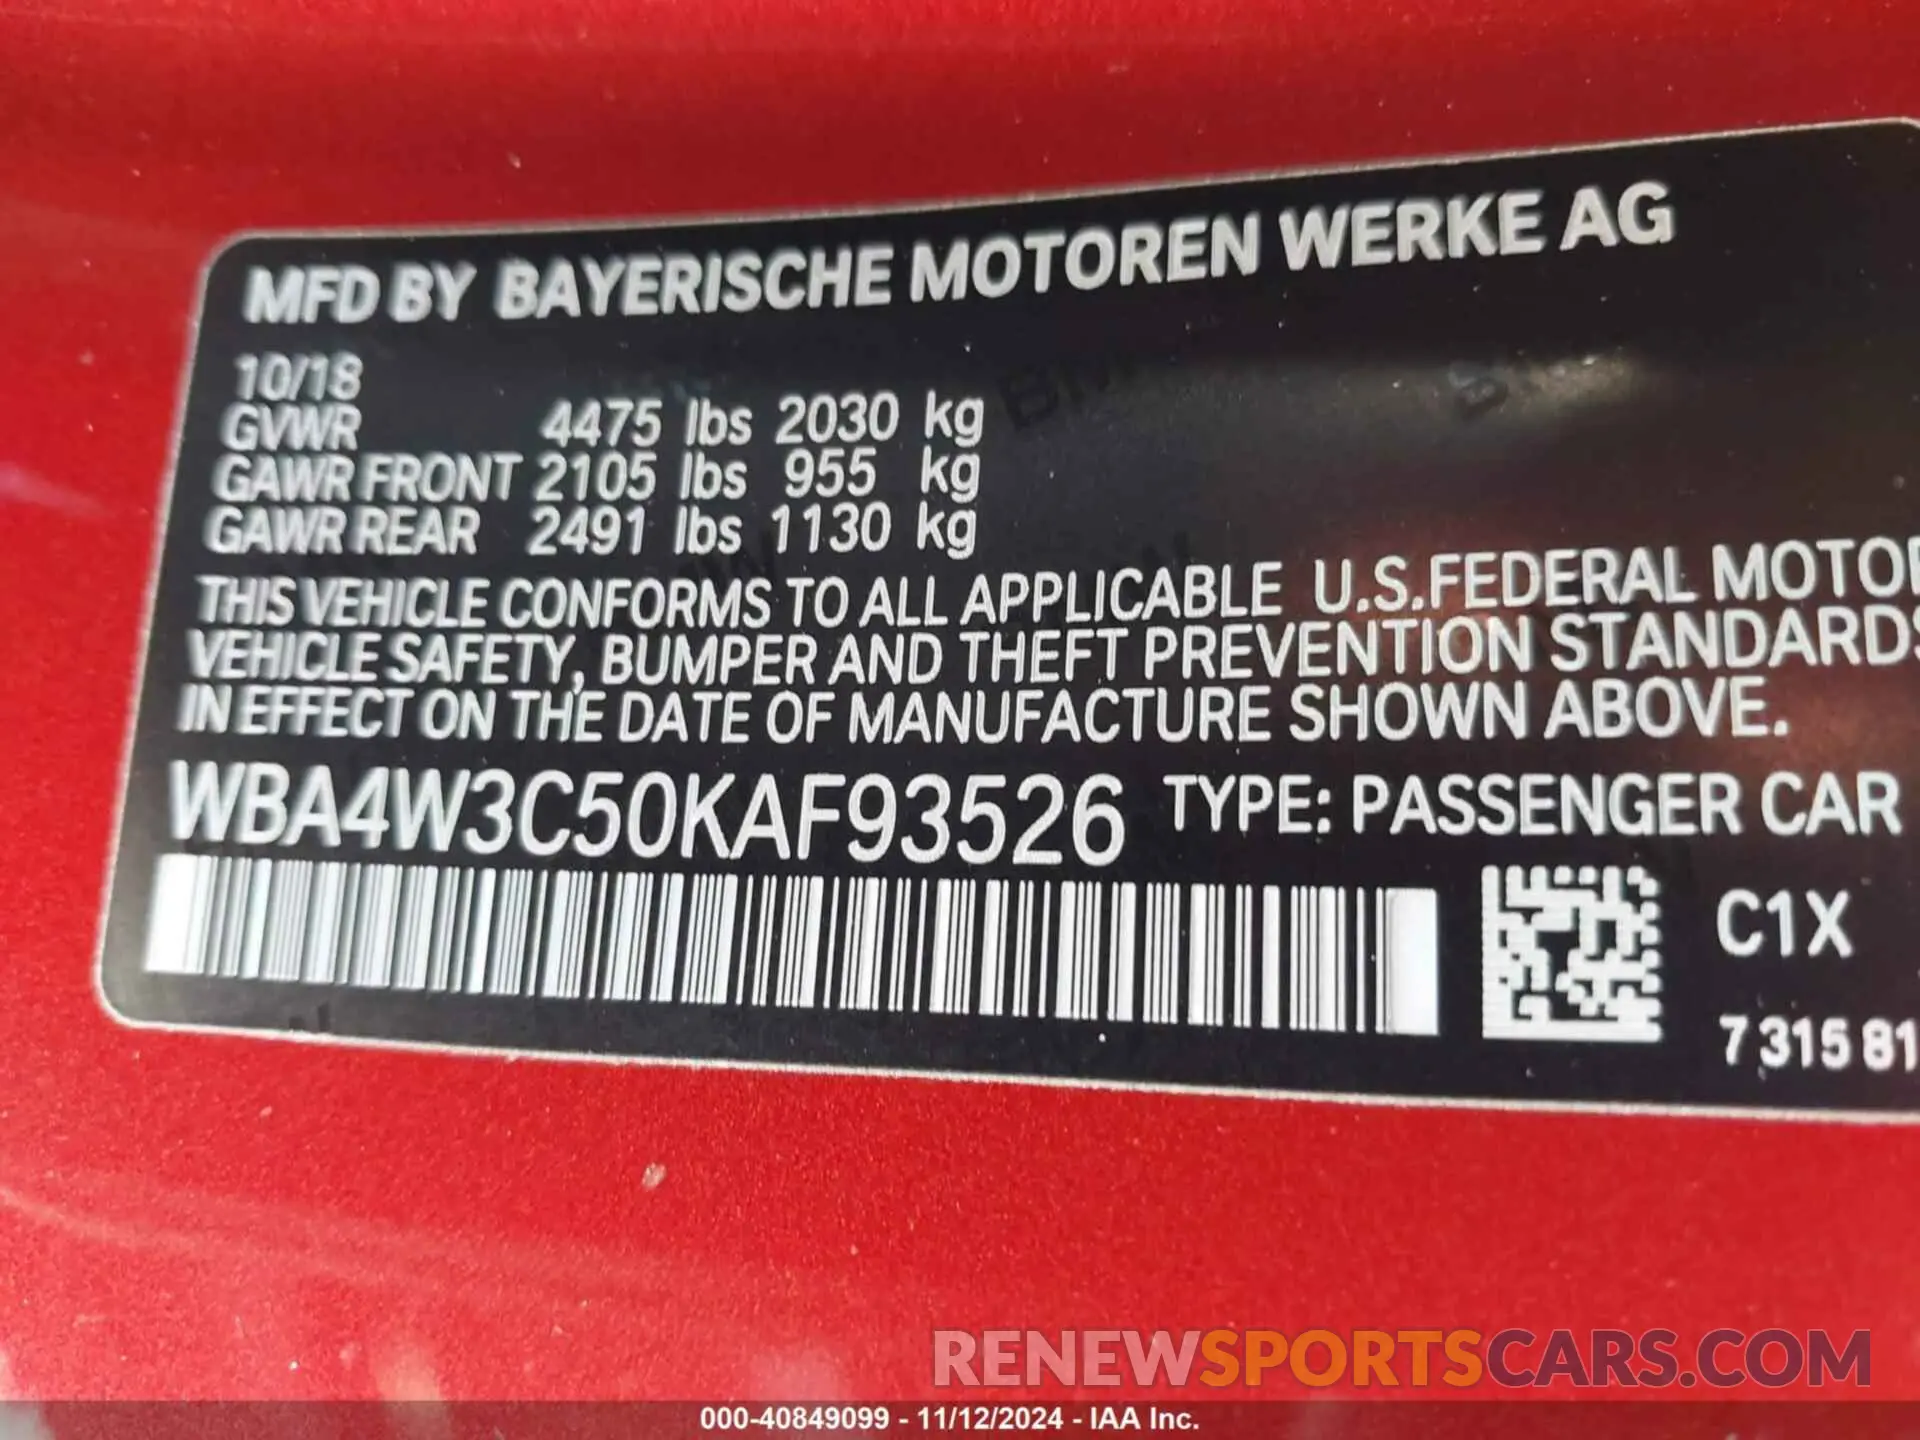 MFD BY BAYERISCHE MOTOREN WERKE AG
10/18
GVWR 4475 lbs 2030 kg
GAWR FRONT 2105 lbs 955 kg
GAWR REAR 2491 lbs 1130 kg
THIS VEHICLE CONFORMS TO ALL APPLICABLE U.S.FEDERAL MOTOR
VEHICLE SAFETY, BUMPER AND THEFT PREVENTION STANDARDS
IN EFFECT ON THE DATE OF MANUFACTURE SHOWN ABOVE.
WBA4W3C50KAF93526 TYPE: PASSENGER CAR
C1X
7 315 81
RENEWSPORTSCARS.COM
000-40849099 - 11/12/2024 - IAA Inc.